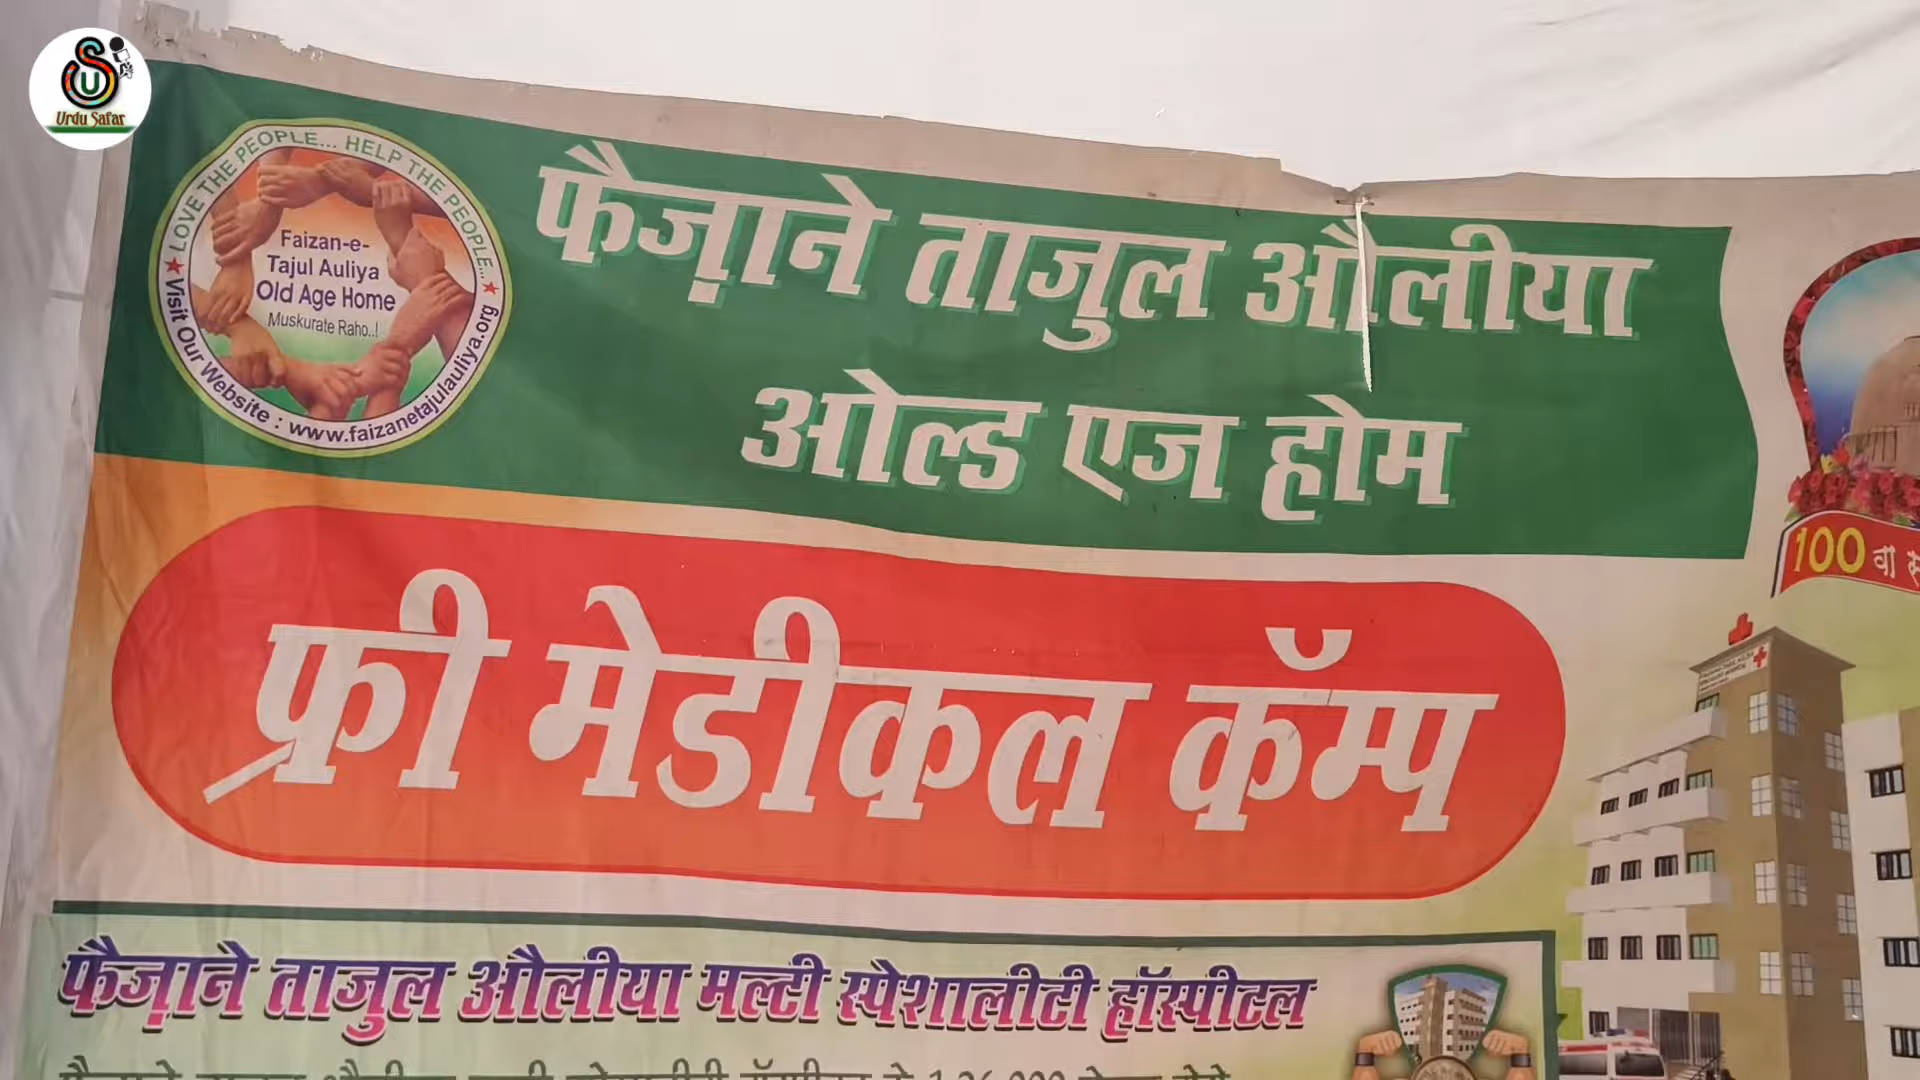 Urdu Safar
LOVE THE PEOPLE... HELP THE PEOPLE...
Faizan-e-
Tajul Auliya
Old Age Home
Muskurate Raho..!
Visit Our Website : www.faizanetajulauliya.org
फैज़ाने ताजुल औलीया
ओल्ड एज होम
100 वा
फ्री मेडीकल कॅम्प
फैज़ाने ताजुल औलीया मल्टी स्पेशालीटी हॉस्पीटल